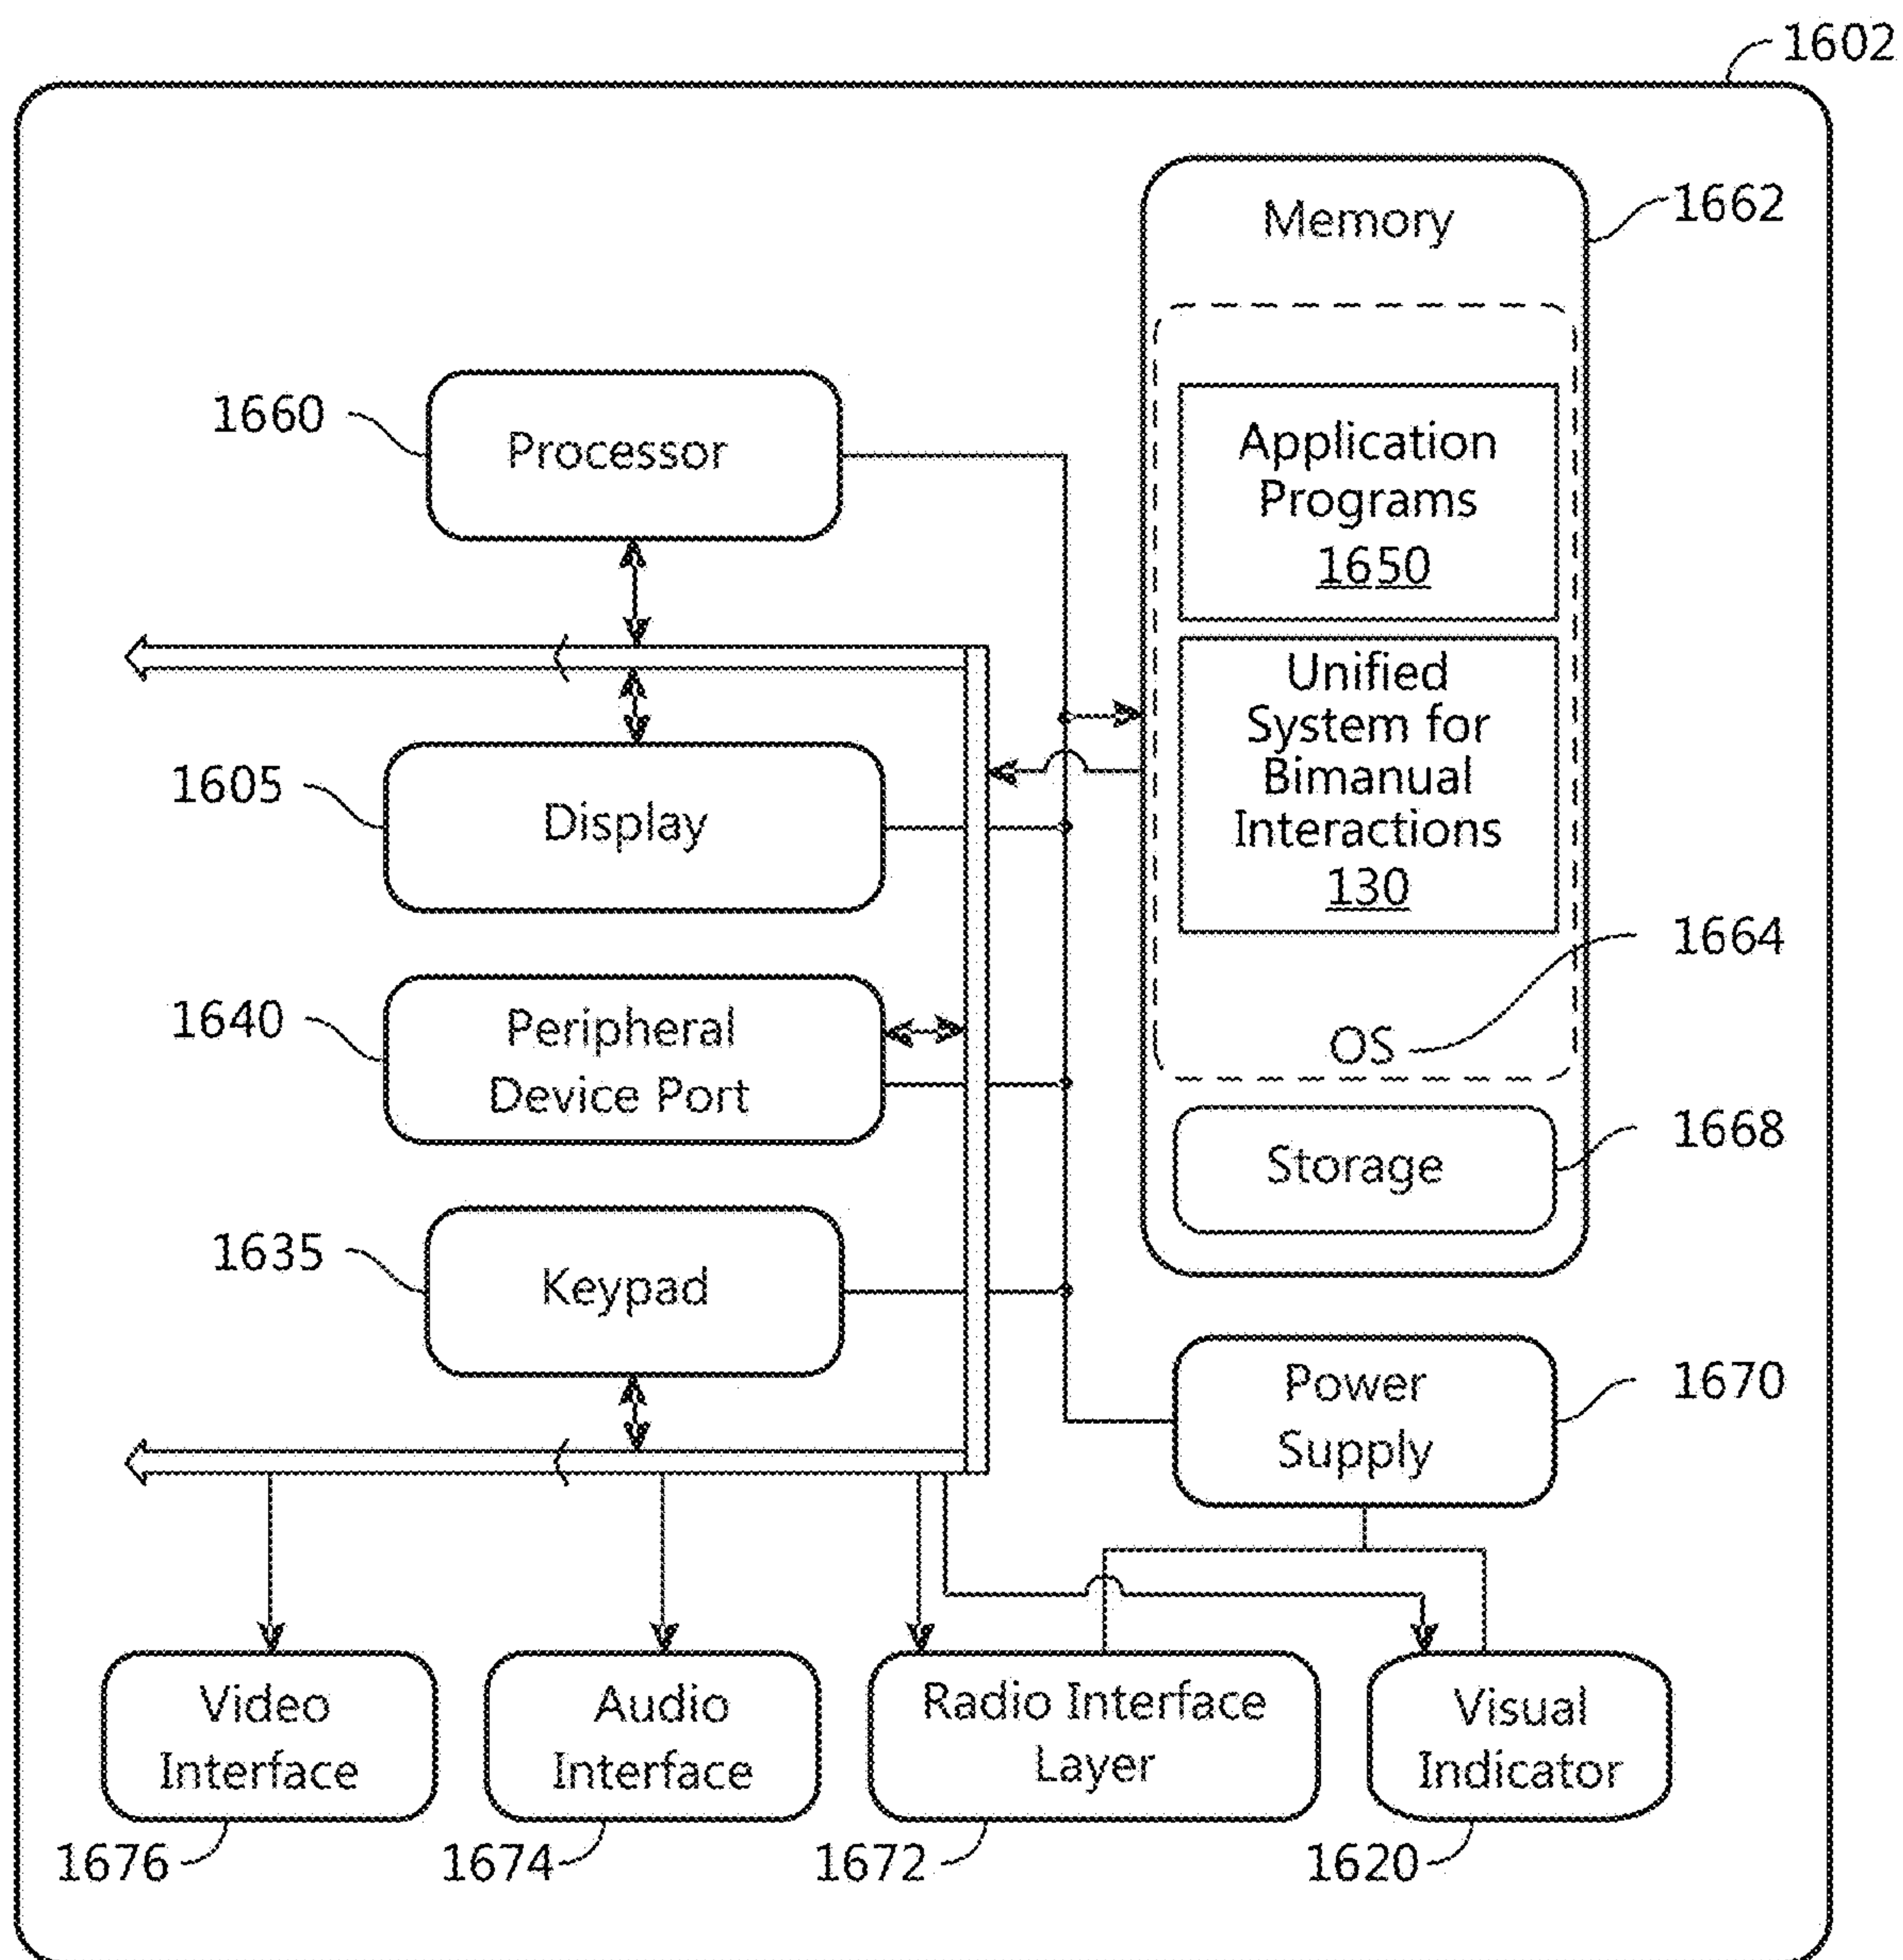 1602
Memory
1662
1660
Processor
Application
Programs
1650
Unified
System for
Bimanual
Interactions
130
1605
Display
1664
1640
Peripheral
Device Port
OS
1668
Storage
1635
Keypad
Power
Supply
1670
Video
Interface
Audio
Interface
Radio Interface
Layer
Visual
Indicator
1676
1674
1672
1620